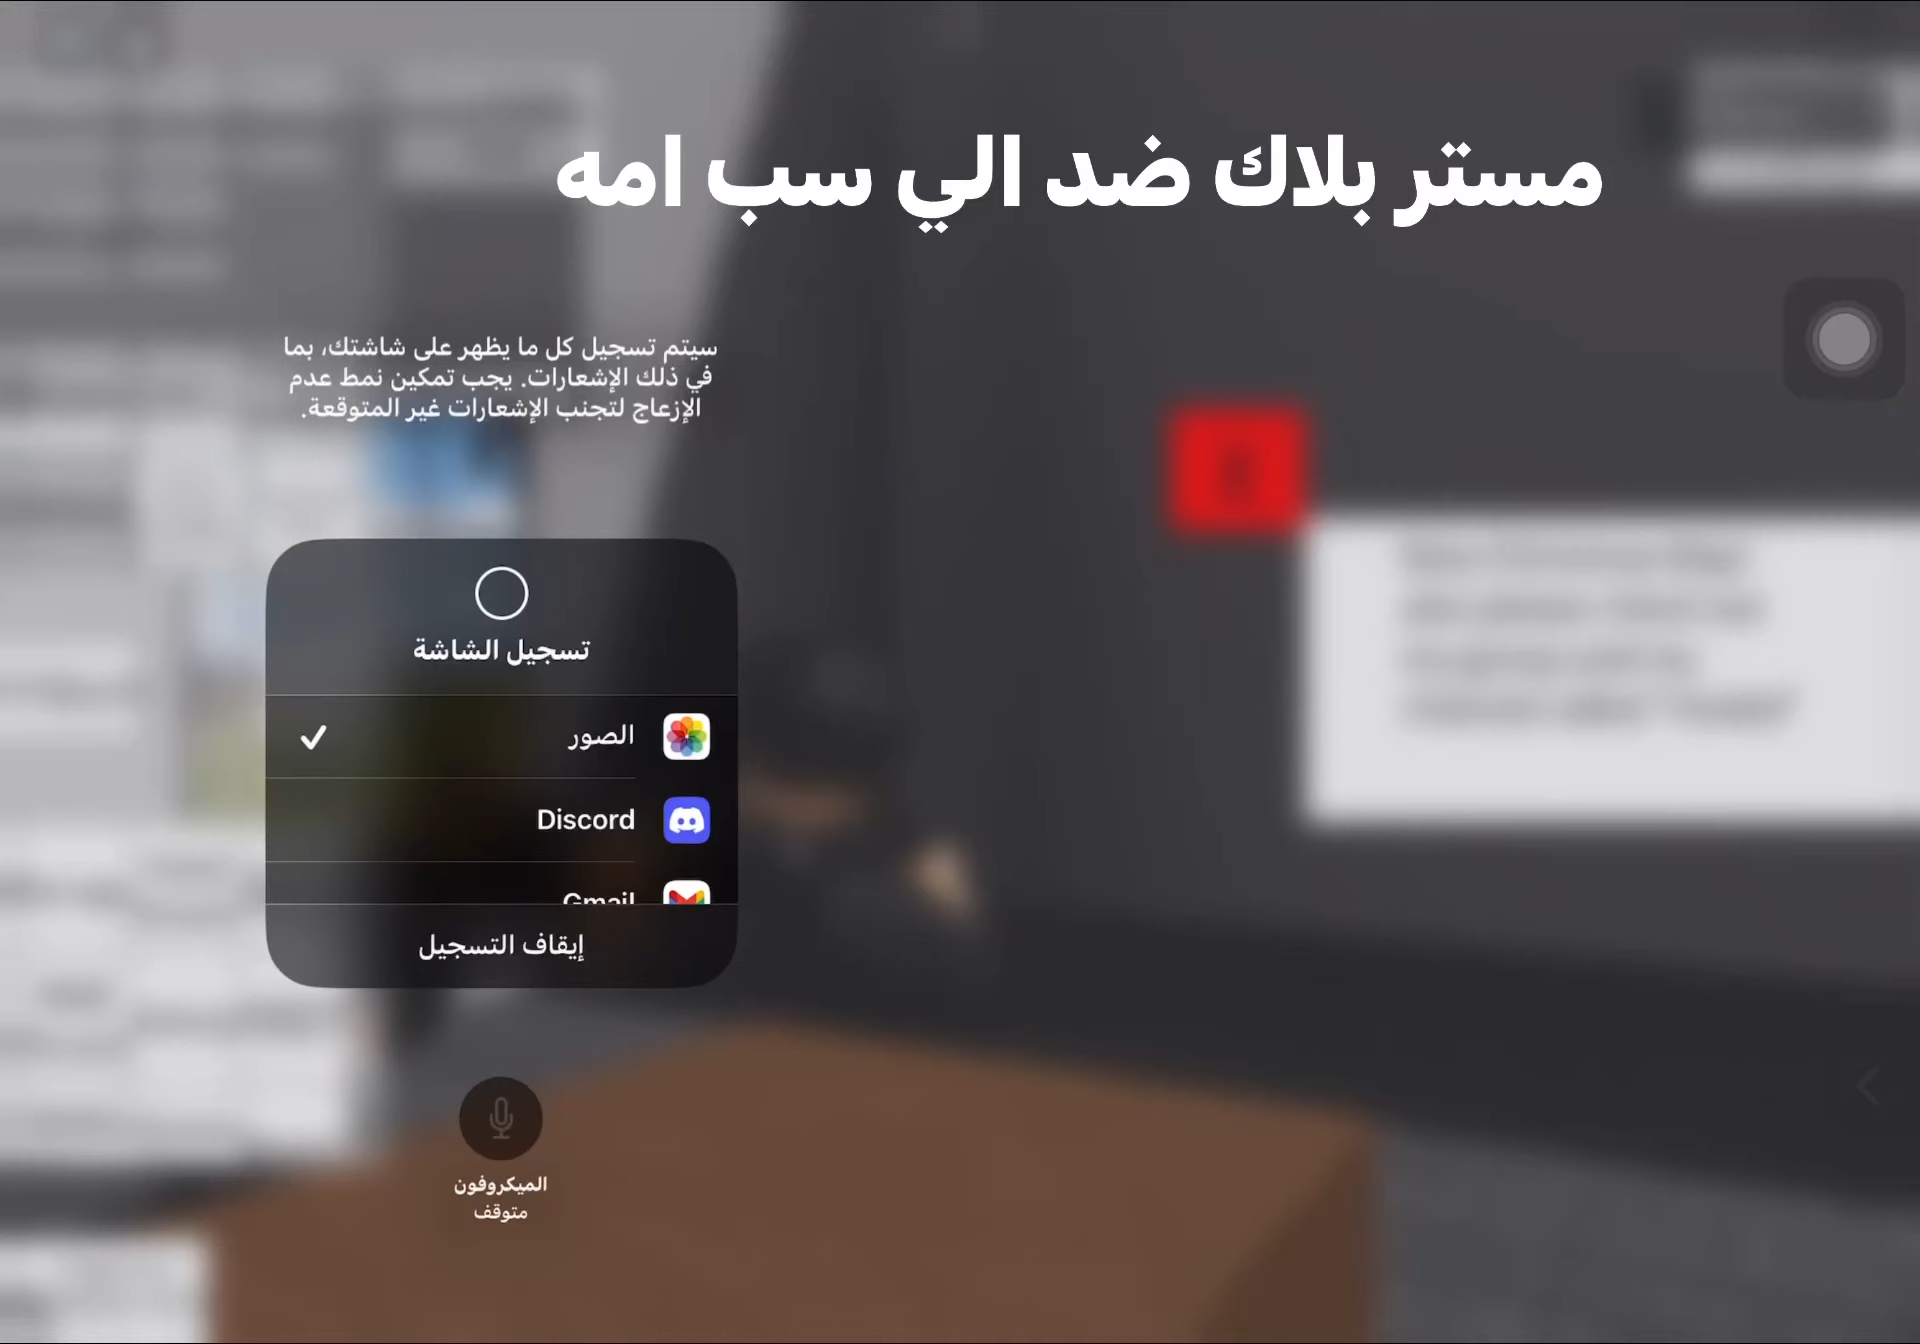 مستر بلاك ضد الي سب امه
سيتم تسجيل كل ما يظهر على شاشتك، بما
في ذلك الإشعارات. يجب تمكين نمط عدم
الإزعاج لتجنب الإشعارات غير المتوقعة.
تسجيل الشاشة
الصور
Discord
Gmail
إيقاف التسجيل
الميكروفون
متوقف